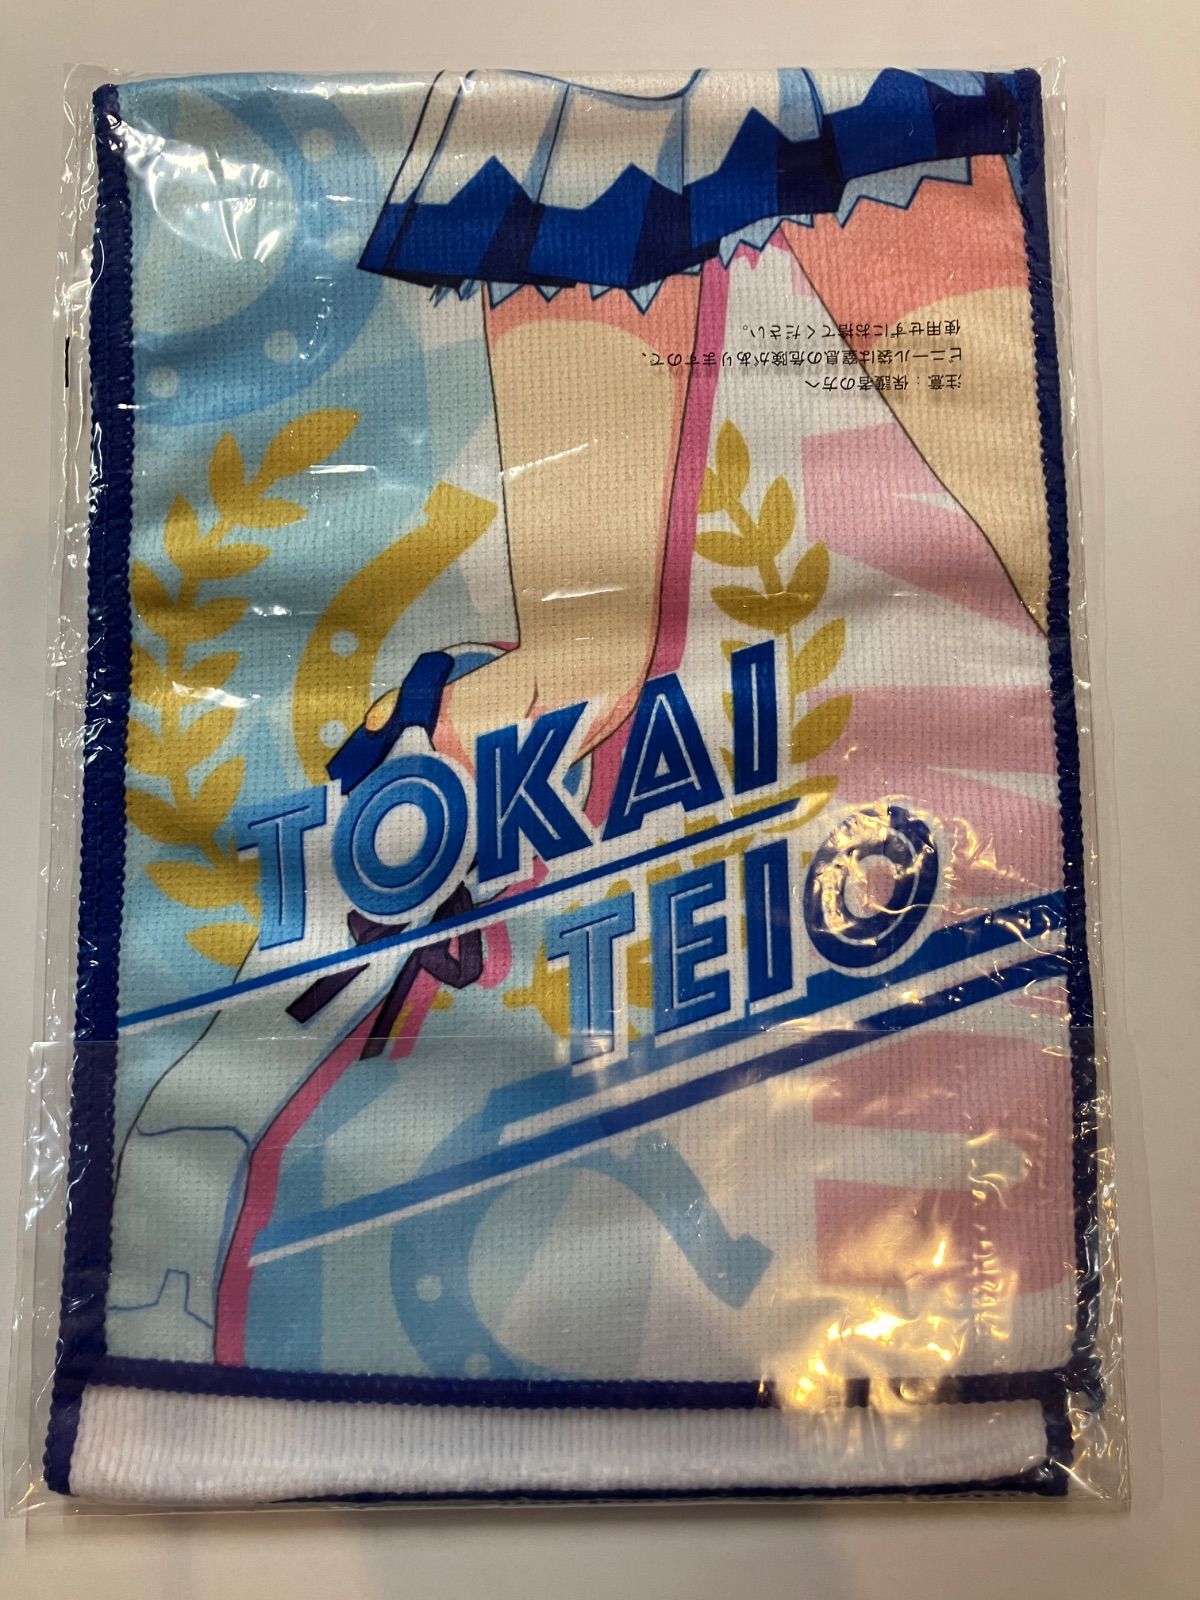 注意：保護者の方へ
ビニール袋は窒息の危険がありますので、
使用せずにお捨てください。
TOKAI
TEIO